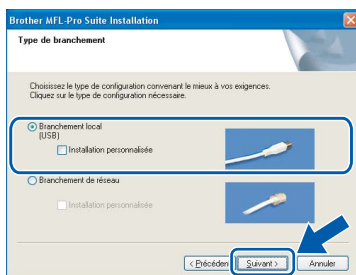 Brother MFL-Pro Suite Installation
Type de branchement
Choisissez le type de configuration convenant le mieux à vos exigences.
Cliquez sur le type de configuration nécessaire.
Branchement local
(USB)
Installation personnalisée
Branchement de réseau
Installation personnalisée
< Précéden Suivant > Annuler